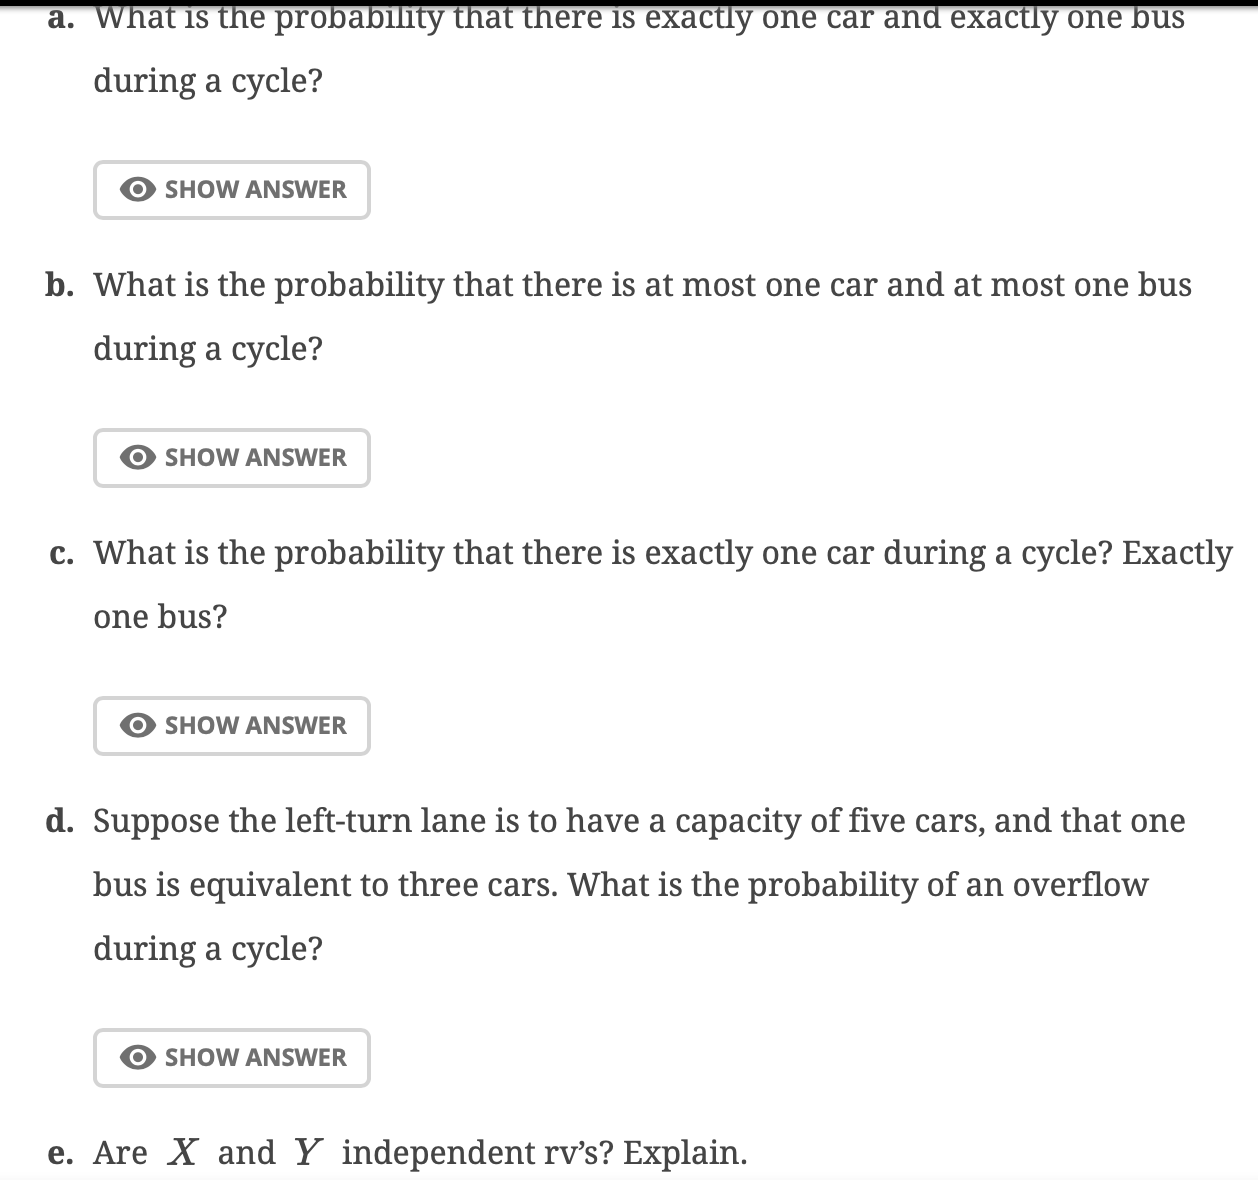 a. What is the probability that there is exactly one car and exactly one bus
during a cycle?
SHOW ANSWER
b. What is the probability that there is at most one car and at most one bus
during a cycle?
SHOW ANSWER
c. What is the probability that there is exactly one car during a cycle? Exactly
one bus?
SHOW ANSWER
d. Suppose the left-turn lane is to have a capacity of five cars, and that one
bus is equivalent to three cars. What is the probability of an overflow
during a cycle?
SHOW ANSWER
e. Are X and Y independent rv’s? Explain.